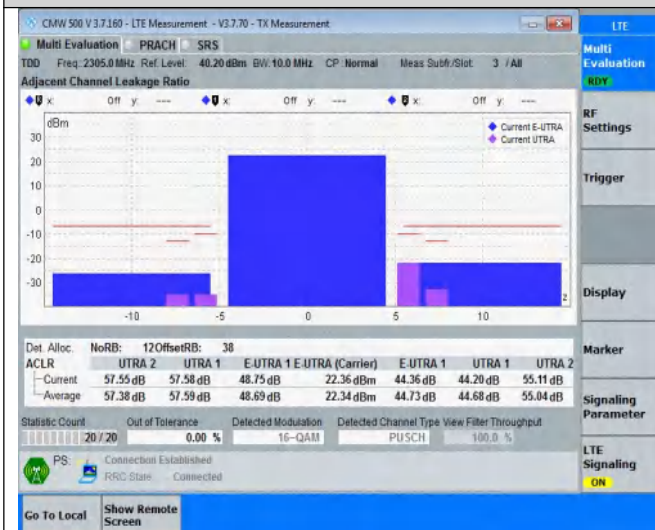 CMW 500 V 3.7.160 - LTE Measurement - V3.7.70 - TX Measurement
LTE
Multi Evaluation PRACH SRS
Multi Evaluation
RDY
TDD Freq: 2305.0 MHz Ref. Level: 40.20 dBm BW: 10.0 MHz CP: Normal Meas Subfr./Slot: 3 / All
Adjacent Channel Leakage Ratio
x: Off y: --- x: Off y: --- x: Off y: ---
RF Settings
dBm
Current E-UTRA
Current UTRA
30
20
10
0
-10
-20
-30
-10 -5 0 5 10
z
Trigger
Display
Det. Alloc. NoRB: 12 OffsetRB: 38
ACLR UTRA 2 UTRA 1 E-UTRA 1 E-UTRA (Carrier) E-UTRA 1 UTRA 1 UTRA 2
Current 57.55 dB 57.58 dB 48.75 dB 22.36 dBm 44.36 dB 44.20 dB 55.11 dB
Average 57.38 dB 57.59 dB 48.69 dB 22.34 dBm 44.73 dB 44.68 dB 55.04 dB
Marker
Signaling Parameter
Statistic Count Out of Tolerance Detected Modulation Detected Channel Type View Filter Throughput
20 / 20 0.00 % 16-QAM PUSCH 100.0 %
PS: Connection Established
RRC State Connected
LTE Signaling
ON
Go To Local
Show Remote Screen